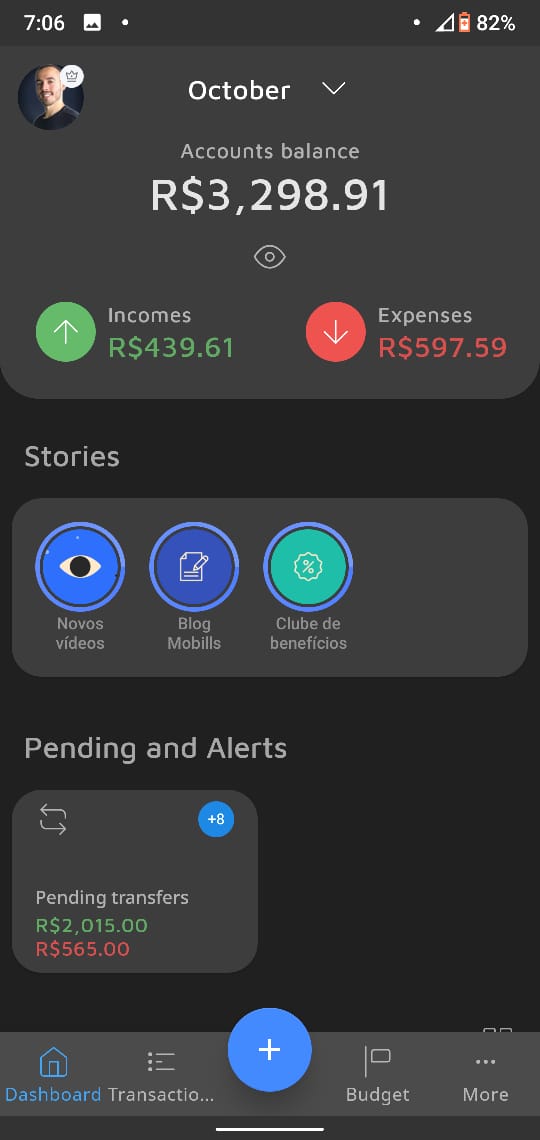 7:06
82%
October
Accounts balance
R$3,298.91
Incomes
R$439.61
Expenses
R$597.59
Stories
Novos
vídeos
Blog
Mobills
Clube de
benefícios
Pending and Alerts
+8
Pending transfers
R$2,015.00
R$565.00
Dashboard
Transactio...
Budget
More